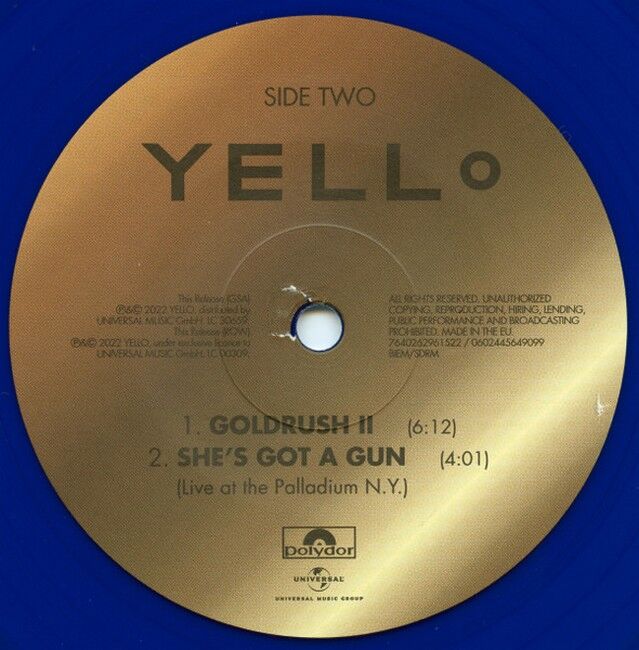 SIDE TWO
YELLO
This Release (GSA)
℗&© 2022 YELLO, distributed by
UNIVERSAL MUSIC GmbH. LC 50659.
This Release (ROW)
℗&© 2022 YELLO, under exclusive licence to
UNIVERSAL MUSIC GmbH, LC 00309.
ALL RIGHTS RESERVED. UNAUTHORIZED
COPYING, REPRODUCTION, HIRING, LENDING,
PUBLIC PERFORMANCE AND BROADCASTING
PROHIBITED. MADE IN THE EU.
7640262961522 / 0602445649099
BIEM/SDRM
1. GOLDRUSH II (6:12)
2. SHE'S GOT A GUN (4:01)
(Live at the Palladium N.Y.)
polydor
UNIVERSAL
UNIVERSAL MUSIC GROUP